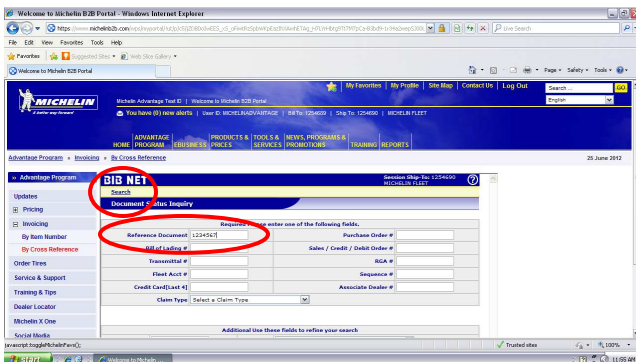 Welcome to Michelin B2B Portal - Windows Internet Explorer
File Edit View Favorites Tools Help
Favorites Suggested Sites Web Slice Gallery
Welcome to Michelin B2B Portal Page Safety Tools
Live Search
My Favorites | My Profile | Site Map | Contact Us | Log Out Search ... GO
MICHELIN
A better way forward
Michelin Advantage Test ID | Welcome to Michelin B2B Portal English
You have (0) new alerts | User ID: MICHELINADVANTAGE | Bill To: 1254689 | Ship To: 1254690 | MICHELIN FLEET
HOME ADVANTAGE PROGRAM EBUSINESS PRODUCTS & PRICES TOOLS & SERVICES NEWS, PROGRAMS & PROMOTIONS TRAINING REPORTS
Advantage Program Invoicing By Cross Reference 25 June 2012
Advantage Program
Updates
Pricing
Invoicing
By Item Number
By Cross Reference
Order Tires
Service & Support
Training & Tips
Dealer Locator
Michelin X One
Social Media
BIB NET Session Ship-To: 1254690
MICHELIN FLEET
Search
Document Status Inquiry
Required Please enter one of the following fields.
Reference Document 1234567 Purchase Order #
Bill of Lading # Sales / Credit / Debit Order #
Transmittal # RGA #
Fleet Acct # Sequence #
Credit Card[Last 4] Associate Dealer #
Claim Type Select a Claim Type
Additional Use these fields to refine your search
javascript:toggleMichelinFavs(); Trusted sites 100%
start Welcome to Michelin ... 11:55 AM